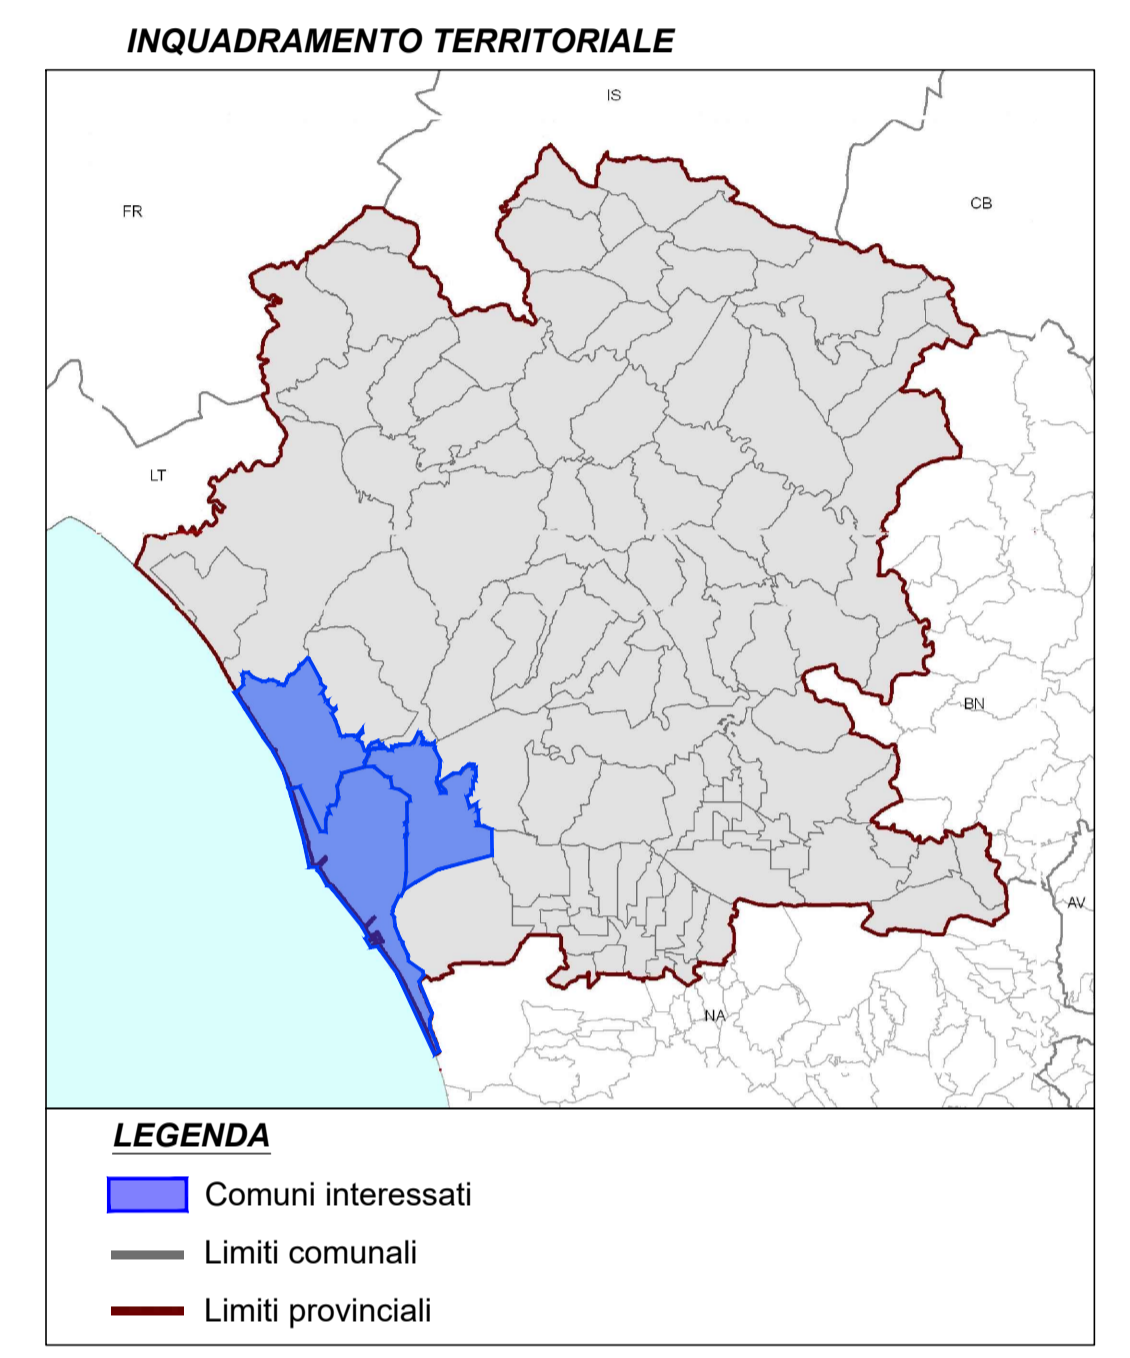 INQUADRAMENTO TERRITORIALE
IS
FR
CB
LT
BN
AV
NA
LEGENDA
Comuni interessati
Limiti comunali
Limiti provinciali